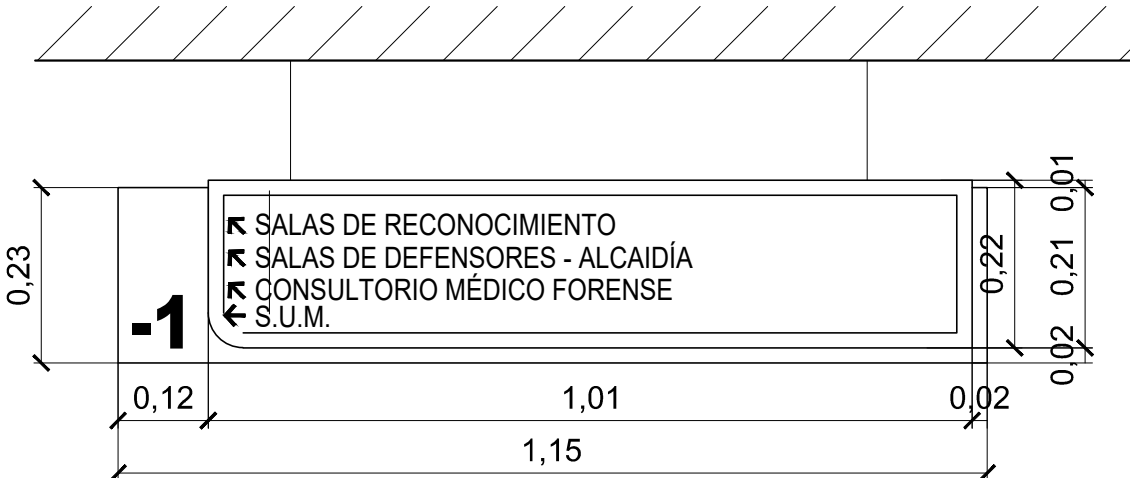 SALAS DE RECONOCIMIENTO
SALAS DE DEFENSORES - ALCAIDÍA
CONSULTORIO MÉDICO FORENSE
S.U.M.
-1
0,23
0,01
0,22
0,21
0,02
0,12
1,01
0,02
1,15